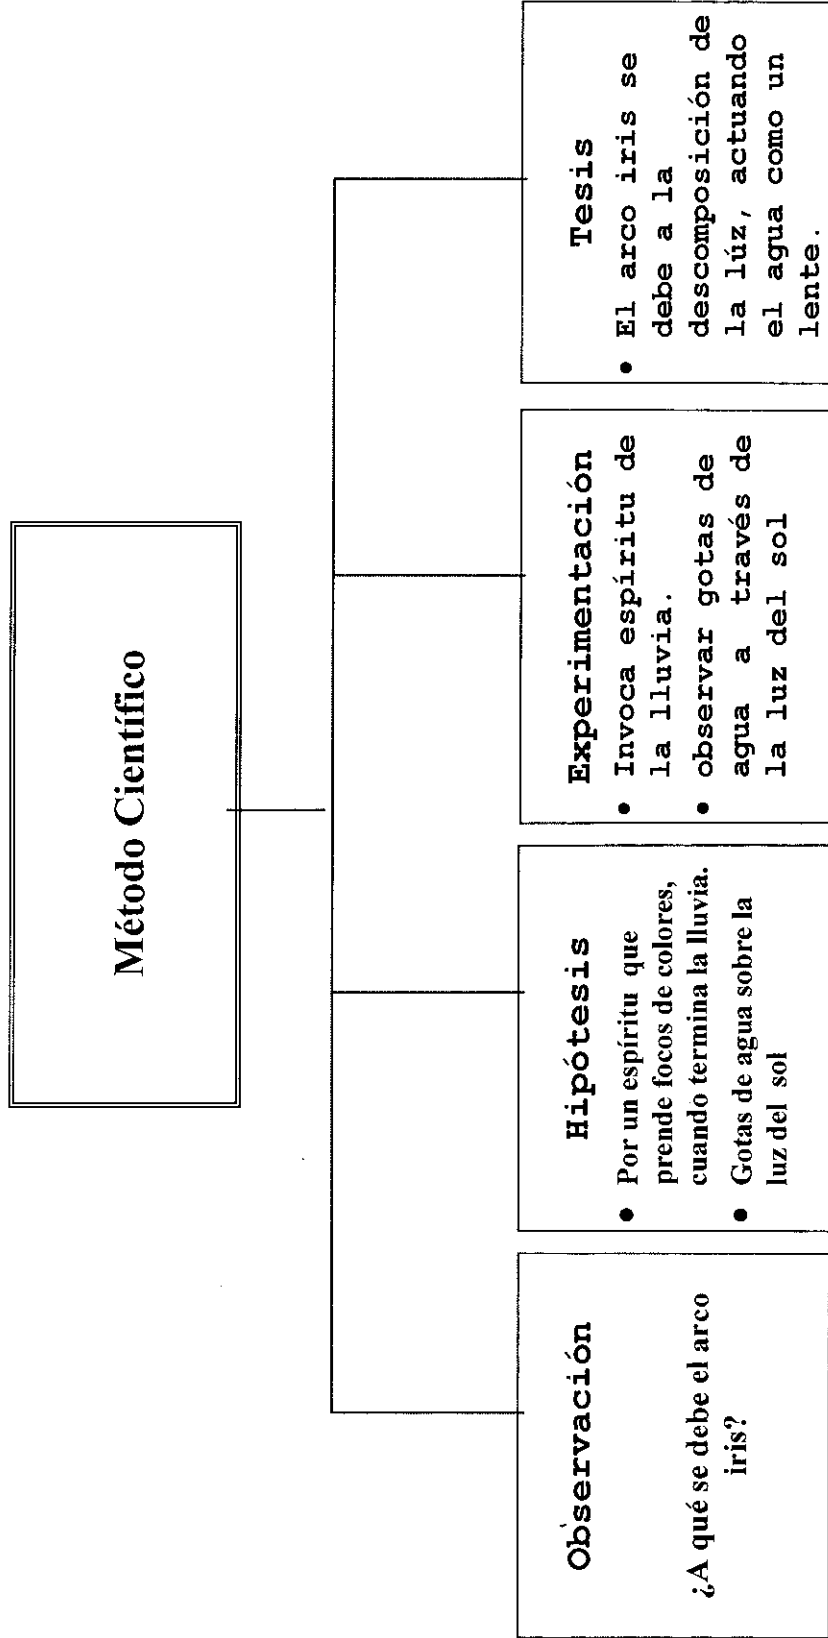 Método Científico
Observación
¿A qué se debe el arco
iris?
Hipótesis
● Por un espíritu que
prende focos de colores,
cuando termina la lluvia.
● Gotas de agua sobre la
luz del sol
Experimentación
● Invoca espíritu de
la lluvia.
● observar gotas de
agua a través de
la luz del sol
Tesis
● El arco iris se
debe a la
descomposición de
la lúz, actuando
el agua como un
lente.